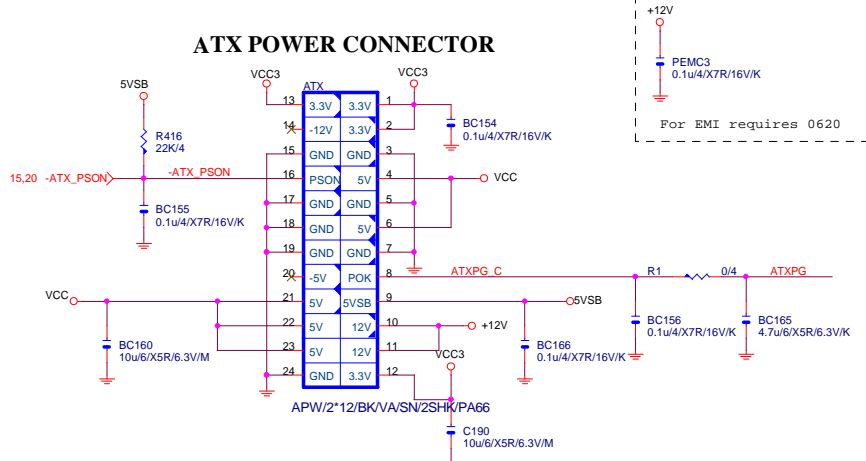 ATX POWER CONNECTOR
+12V
PEMC3
0.1u/4/X7R/16V/K
For EMI requires 0620
5VSB
R416
22K/4
15,20 -ATX_PSON
-ATX_PSON
BC155
0.1u/4/X7R/16V/K
VCC3
VCC3
ATX
13 3.3V 3.3V 1
14 -12V 3.3V 2
15 GND GND 3
16 PSON 5V 4
17 GND GND 5
18 GND 5V 6
19 GND GND 7
20 -5V POK 8
21 5V 5VSB 9
22 5V 12V 10
23 5V 12V 11
24 GND 3.3V 12
BC154
0.1u/4/X7R/16V/K
VCC
ATXPG_C
R1
0/4
ATXPG
VCC
BC160
10u/6/X5R/6.3V/M
5VSB
+12V
BC166
0.1u/4/X7R/16V/K
BC156
0.1u/4/X7R/16V/K
BC165
4.7u/6/X5R/6.3V/K
VCC3
APW/2*12/BK/VA/SN/2SHK/PA66
C190
10u/6/X5R/6.3V/M